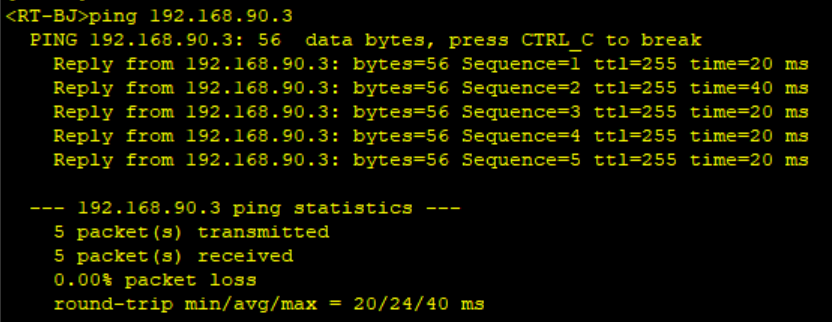 <RT-BJ>ping 192.168.90.3
PING 192.168.90.3: 56  data bytes, press CTRL_C to break
Reply from 192.168.90.3: bytes=56 Sequence=1 ttl=255 time=20 ms
Reply from 192.168.90.3: bytes=56 Sequence=2 ttl=255 time=40 ms
Reply from 192.168.90.3: bytes=56 Sequence=3 ttl=255 time=20 ms
Reply from 192.168.90.3: bytes=56 Sequence=4 ttl=255 time=20 ms
Reply from 192.168.90.3: bytes=56 Sequence=5 ttl=255 time=20 ms
--- 192.168.90.3 ping statistics ---
5 packet(s) transmitted
5 packet(s) received
0.00% packet loss
round-trip min/avg/max = 20/24/40 ms